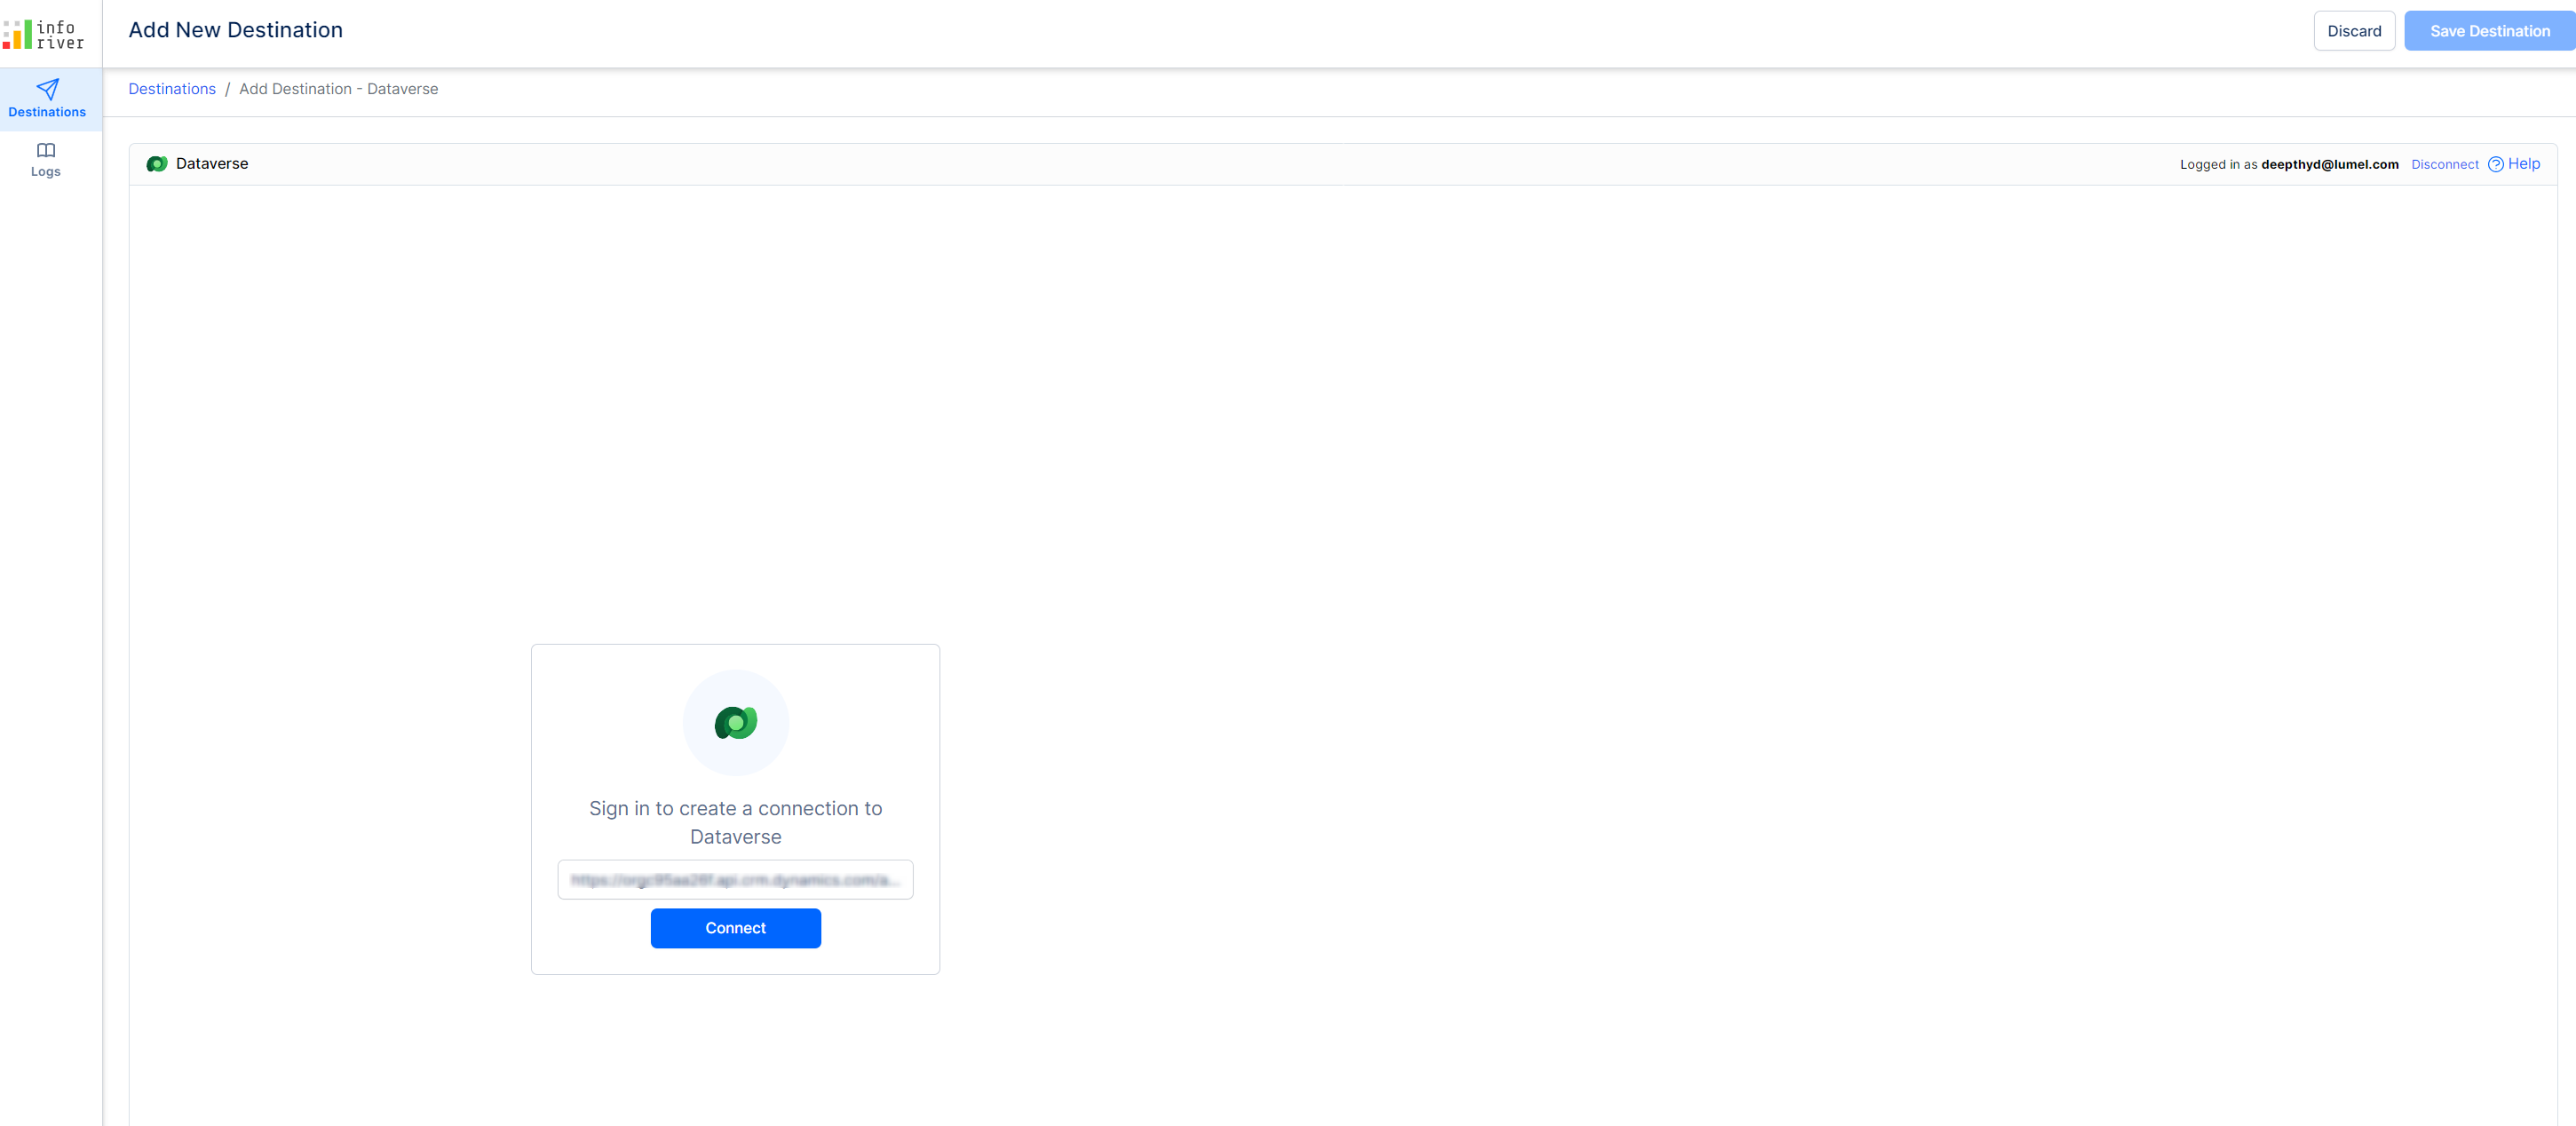 info
river
Add New Destination
Discard
Save Destination
Destinations
Logs
Destinations / Add Destination - Dataverse
Dataverse
Logged in as deepthyd@lumel.com Disconnect Help
Sign in to create a connection to
Dataverse
Connect